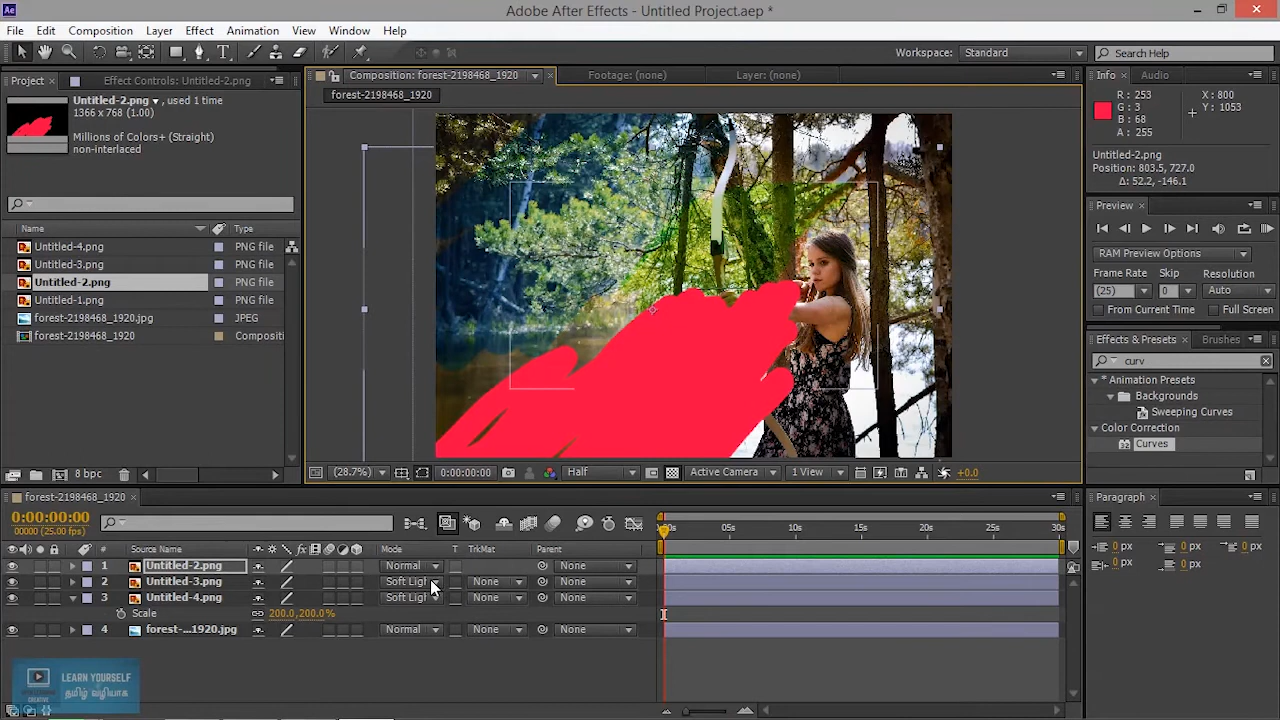 Ae
Adobe After Effects - Untitled Project.aep *
File Edit Composition Layer Effect Animation View Window Help
Workspace: Standard
Search Help
Project Effect Controls: Untitled-2.png
Composition: forest-2198468_1920
Footage: (none)
Layer: (none)
Info Audio
Untitled-2.png , used 1 time
1366 x 768 (1.00)
Millions of Colors+ (Straight)
non-interlaced
forest-2198468_1920
R : 253
G : 3
B : 68
A : 255
X : 800
Y : 1053
Untitled-2.png
Position: 803.5, 727.0
Δ: 52.2, -146.1
Preview
RAM Preview Options
Frame Rate Skip Resolution
(25) 0 Auto
From Current Time Full Screen
Effects & Presets Brushes
curv
* Animation Presets
Backgrounds
Sweeping Curves
Color Correction
Curves
Name Type
Untitled-4.png PNG file
Untitled-3.png PNG file
Untitled-2.png PNG file
Untitled-1.png PNG file
forest-2198468_1920.jpg JPEG
forest-2198468_1920 Compositi
8 bpc
(28.7%) 0:00:00:00 Half Active Camera 1 View +0.0
forest-2198468_1920
0:00:00:00
00000 (25.00 fps)
Source Name Mode T TrkMat Parent
05s 10s 15s 20s 25s 30s
1 Untitled-2.png Normal None
2 Untitled-3.png Soft Ligh None None
3 Untitled-4.png Soft Ligh None None
Scale 200.0,200.0%
4 forest-...1920.jpg Normal None None
Paragraph
0 px 0 px 0 px
0 px 0 px
LEARN YOURSELF
தமிழ் வழியாக
CREATIVE